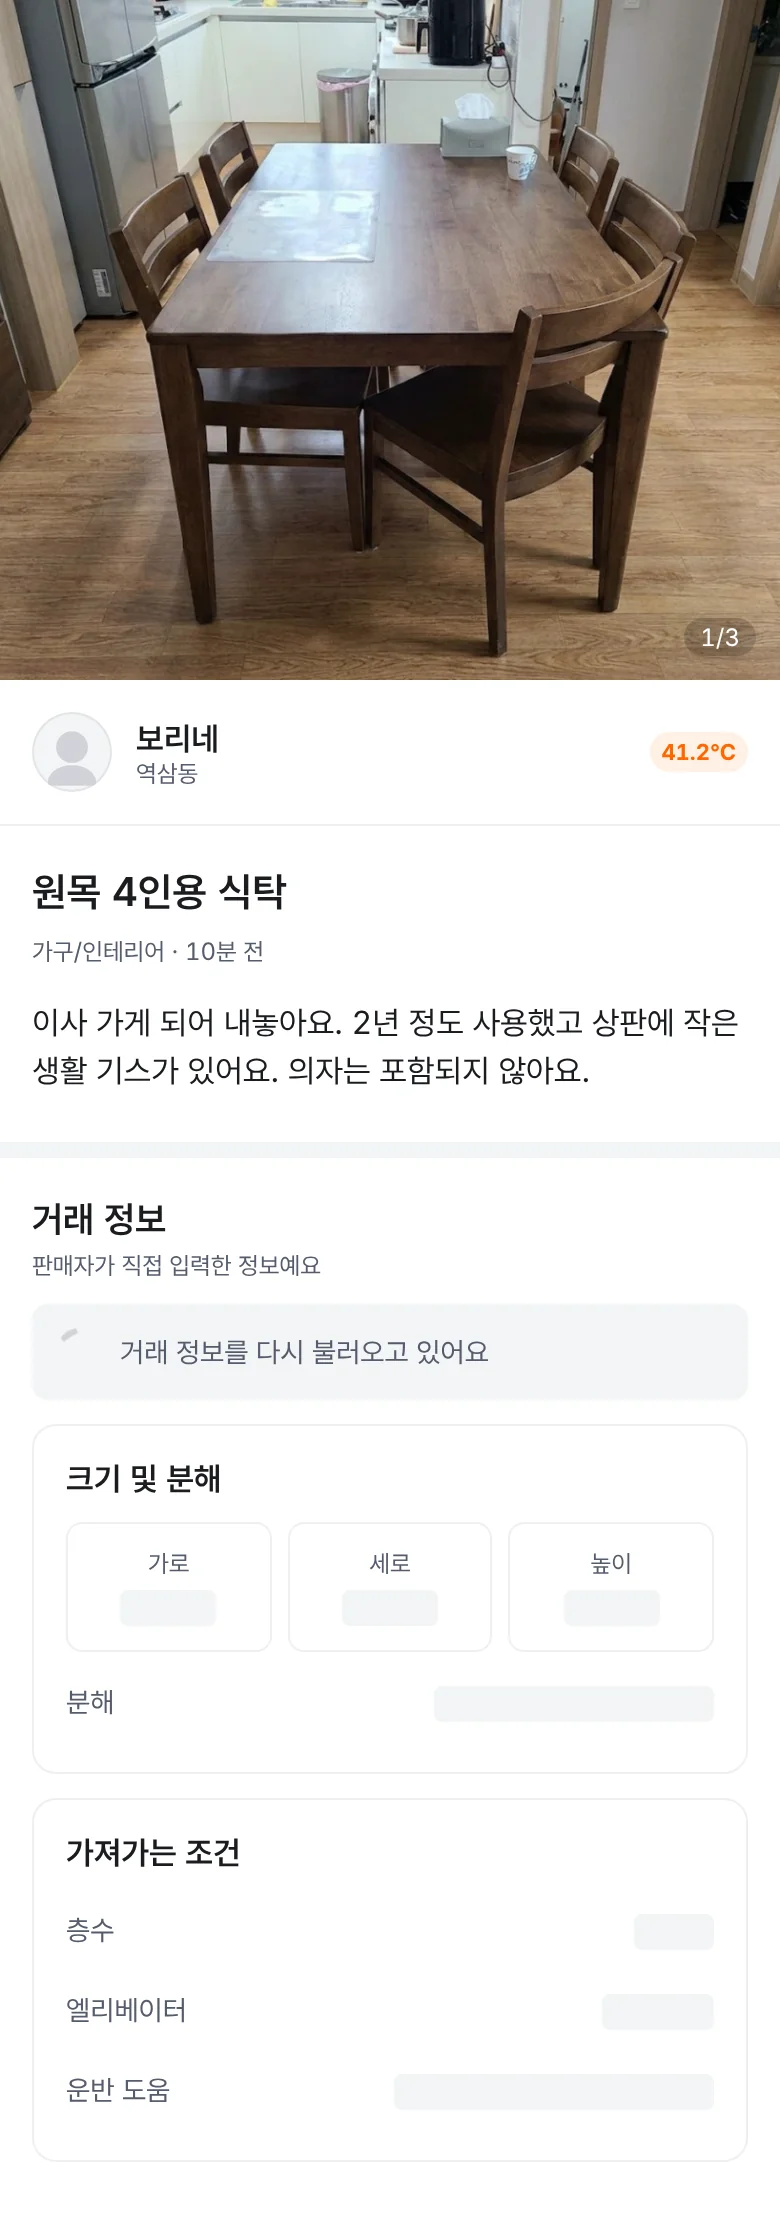 1/3
보리네
역삼동
41.2°C
원목 4인용 식탁
가구/인테리어 · 10분 전
이사 가게 되어 내놓아요. 2년 정도 사용했고 상판에 작은
생활 기스가 있어요. 의자는 포함되지 않아요.
거래 정보
판매자가 직접 입력한 정보예요
거래 정보를 다시 불러오고 있어요
크기 및 분해
가로
세로
높이
분해
가져가는 조건
층수
엘리베이터
운반 도움